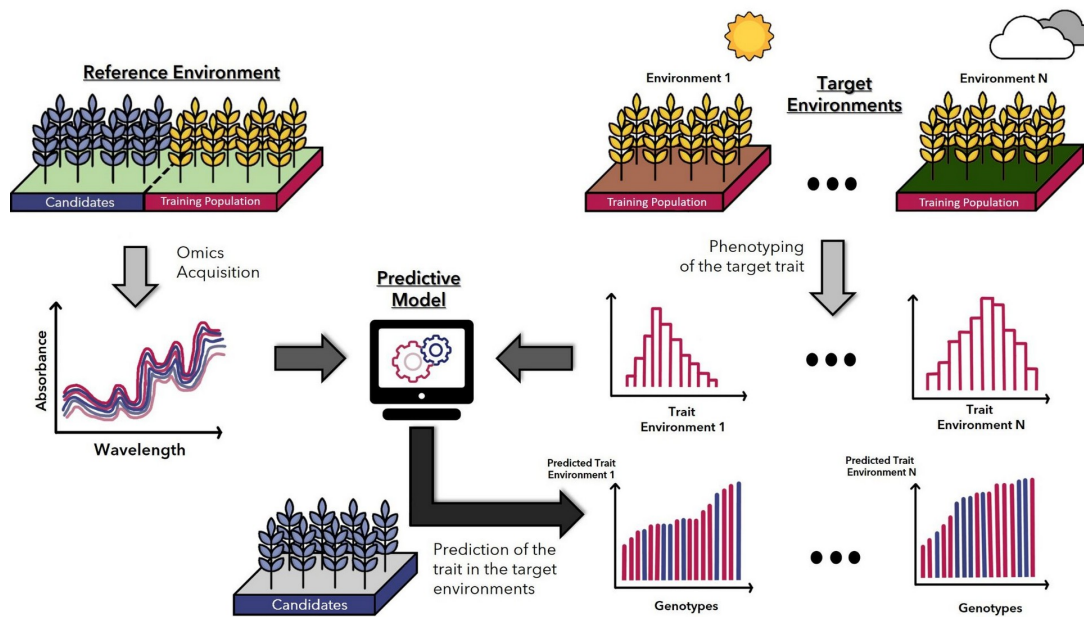 Reference Environment
Candidates
Training Population
Environment 1
Target
Environments
Environment N
Training Population
Training Population
Omics
Acquisition
Phenotyping
of the target trait
Predictive
Model
Absorbance
Wavelength
Trait
Environment 1
Trait
Environment N
Predicted Trait
Environment 1
Genotypes
Predicted Trait
Environment N
Genotypes
Prediction of the
trait in the target
environments
Candidates